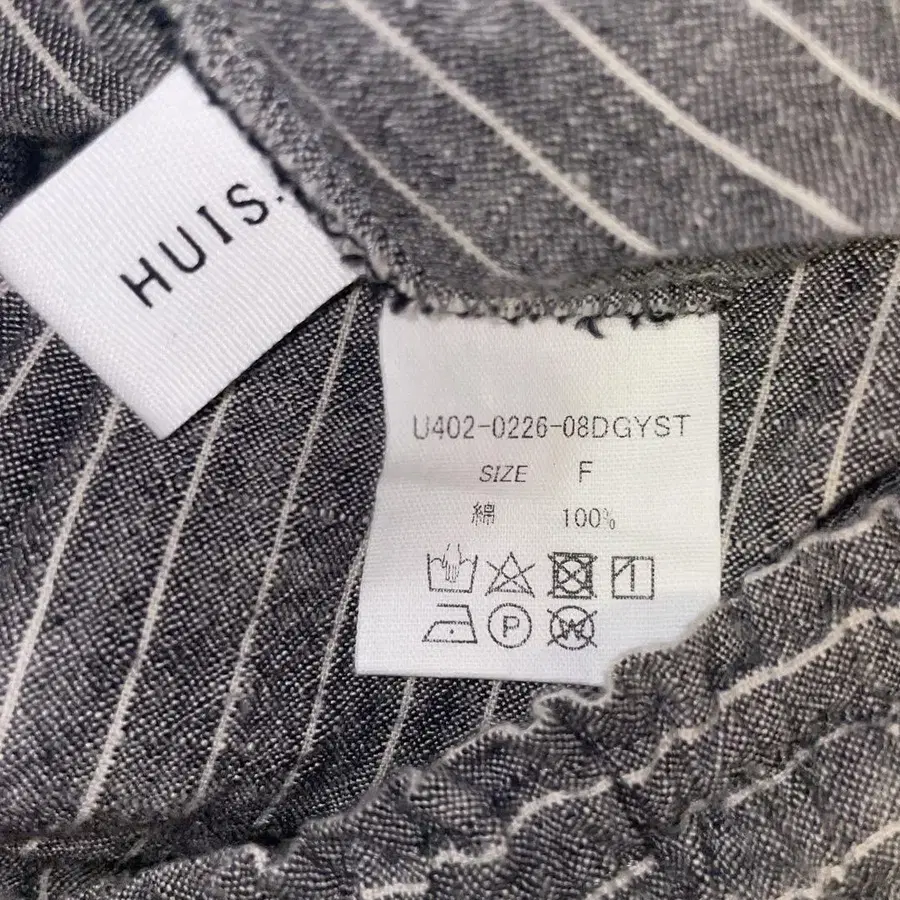 HUIS.
U402-0226-08DGYST
SIZE F
綿 100%
P
W